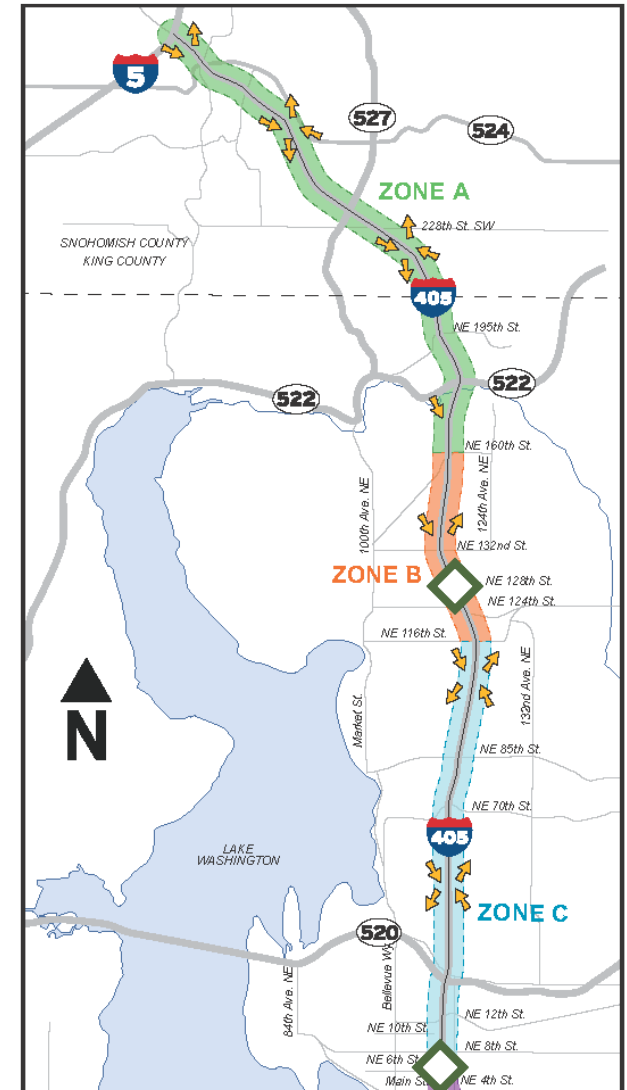 5
527
524
ZONE A
228th St. SW
SNOHOMISH COUNTY
KING COUNTY
405
NE 195th St.
522
522
NE 160th St.
100th Ave. NE
124th Ave. NE
NE 132nd St.
ZONE B
NE 128th St.
NE 124th St.
NE 116th St.
132nd Ave. NE
Market St.
N
NE 85th St.
NE 70th St.
405
LAKE
WASHINGTON
ZONE C
520
84th Ave. NE
Bellevue Wy.
NE 12th St.
NE 10th St.
NE 8th St.
NE 6th St.
Main St.
NE 4th St.